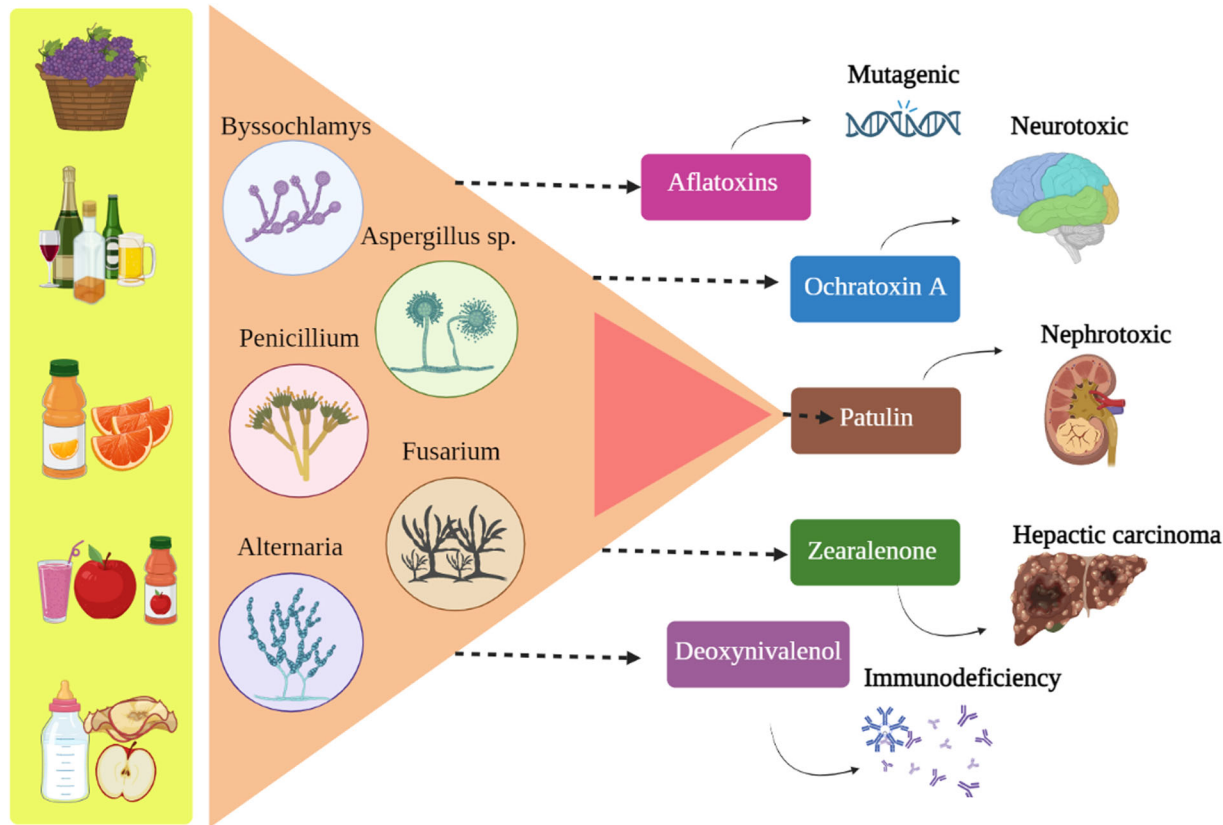 Mutagenic
Neurotoxic
Byssochlamys
Aflatoxins
Aspergillus sp.
Ochratoxin A
Penicillium
Nephrotoxic
Patulin
Fusarium
Alternaria
Zearalenone
Hepactic carcinoma
Deoxynivalenol
Immunodeficiency